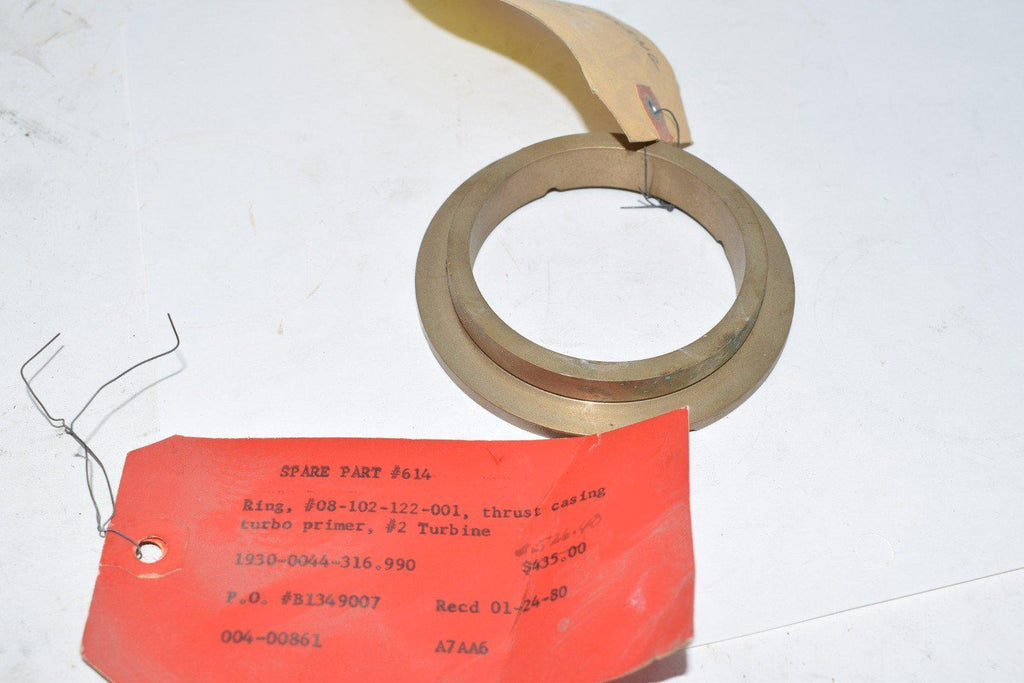 SPARE PART #614
Ring, #08-102-122-001, thrust casing
turbo primer, #2 Turbine
1930-0044-316.990
$435.00
P.O. #B1349007
Recd 01-24-80
004-00861
A7AA6